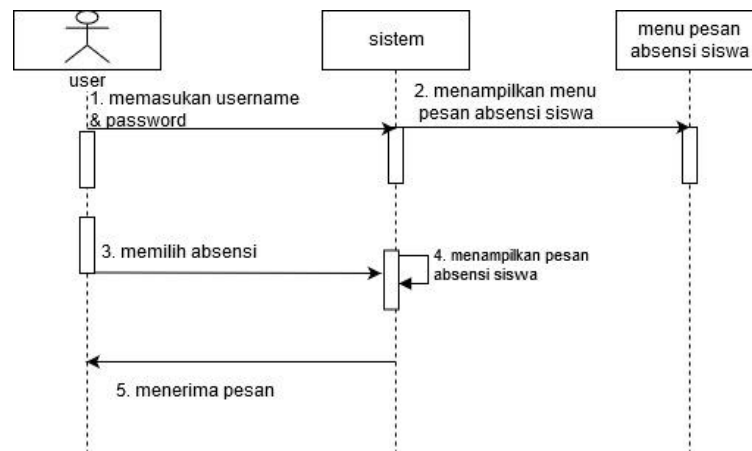 user
sistem
menu pesan
absensi siswa
1. memasukan username
& password
2. menampilkan menu
pesan absensi siswa
3. memilih absensi
4. menampilkan pesan
absensi siswa
5. menerima pesan